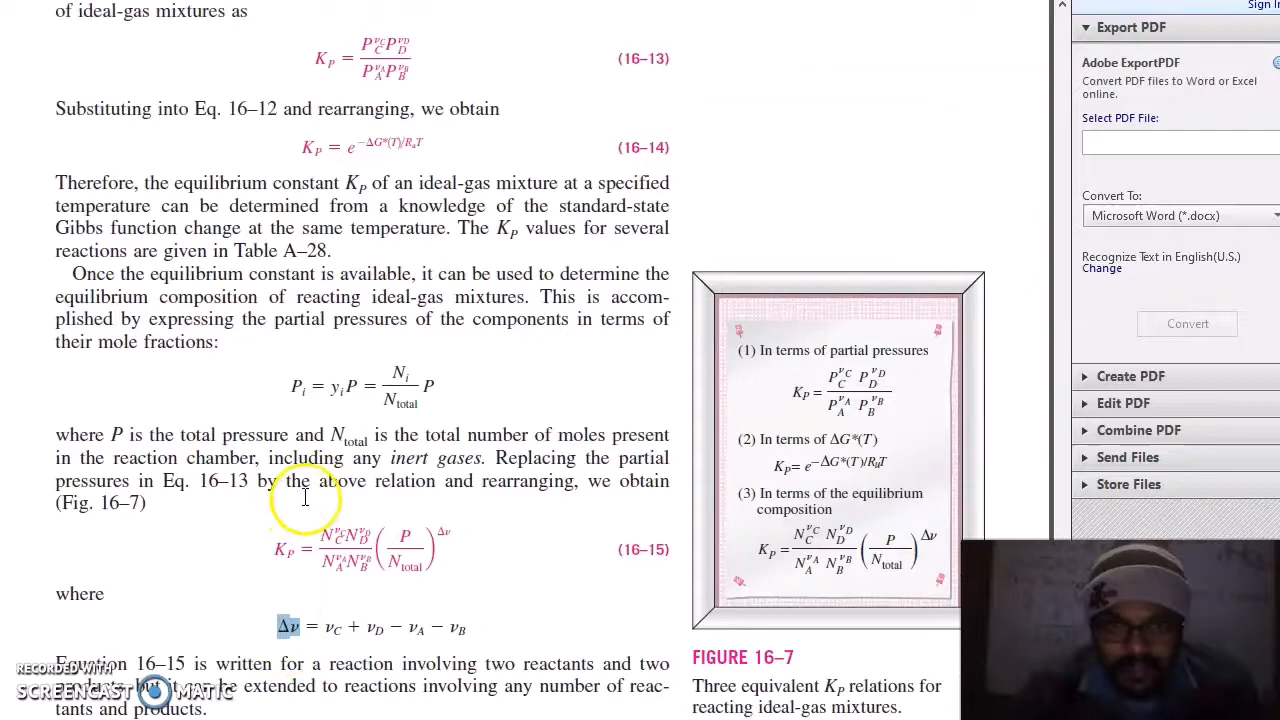 of ideal-gas mixtures as
K_P = P_C^{ν_C} P_D^{ν_D} / P_A^{ν_A} P_B^{ν_B} (16–13)
Substituting into Eq. 16–12 and rearranging, we obtain
K_P = e^{−ΔG*(T)/R_uT} (16–14)
Therefore, the equilibrium constant K_P of an ideal-gas mixture at a specified
temperature can be determined from a knowledge of the standard-state
Gibbs function change at the same temperature. The K_P values for several
reactions are given in Table A–28.
Once the equilibrium constant is available, it can be used to determine the
equilibrium composition of reacting ideal-gas mixtures. This is accom-
plished by expressing the partial pressures of the components in terms of
their mole fractions:
P_i = y_i P = N_i / N_total P
where P is the total pressure and N_total is the total number of moles present
in the reaction chamber, including any inert gases. Replacing the partial
pressures in Eq. 16–13 by the above relation and rearranging, we obtain
(Fig. 16–7)
K_P = N_C^{ν_C} N_D^{ν_D} / N_A^{ν_A} N_B^{ν_B} (P / N_total)^{Δν} (16–15)
where
Δν = ν_C + ν_D − ν_A − ν_B
Equation 16–15 is written for a reaction involving two reactants and two
products, but it can be extended to reactions involving any number of reac-
tants and products.
(1) In terms of partial pressures
K_P = P_C^{ν_C} P_D^{ν_D} / P_A^{ν_A} P_B^{ν_B}
(2) In terms of ΔG*(T)
K_P = e^{−ΔG*(T)/R_uT}
(3) In terms of the equilibrium
composition
K_P = N_C^{ν_C} N_D^{ν_D} / N_A^{ν_A} N_B^{ν_B} (P / N_total)^{Δν}
FIGURE 16–7
Three equivalent K_P relations for
reacting ideal-gas mixtures.
Sign In
Export PDF
Adobe ExportPDF
Convert PDF files to Word or Excel
online.
Select PDF File:
Convert To:
Microsoft Word (*.docx)
Recognize Text in English(U.S.)
Change
Convert
Create PDF
Edit PDF
Combine PDF
Send Files
Store Files
RECORDED WITH
SCREENCAST MATIC